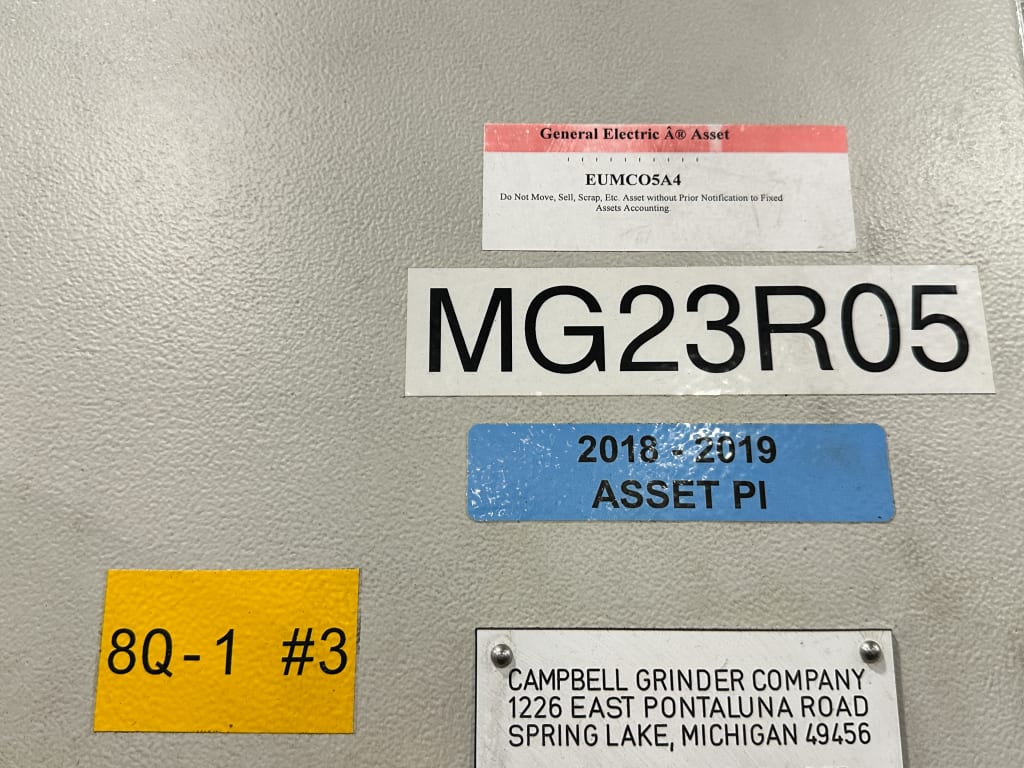 General Electric Â® Asset
EUMCO5A4
Do Not Move, Sell, Scrap, Etc. Asset without Prior Notification to Fixed
Assets Accounting.
MG23R05
2018 - 2019
ASSET PI
8Q-1 #3
CAMPBELL GRINDER COMPANY
1226 EAST PONTALUNA ROAD
SPRING LAKE, MICHIGAN 49456